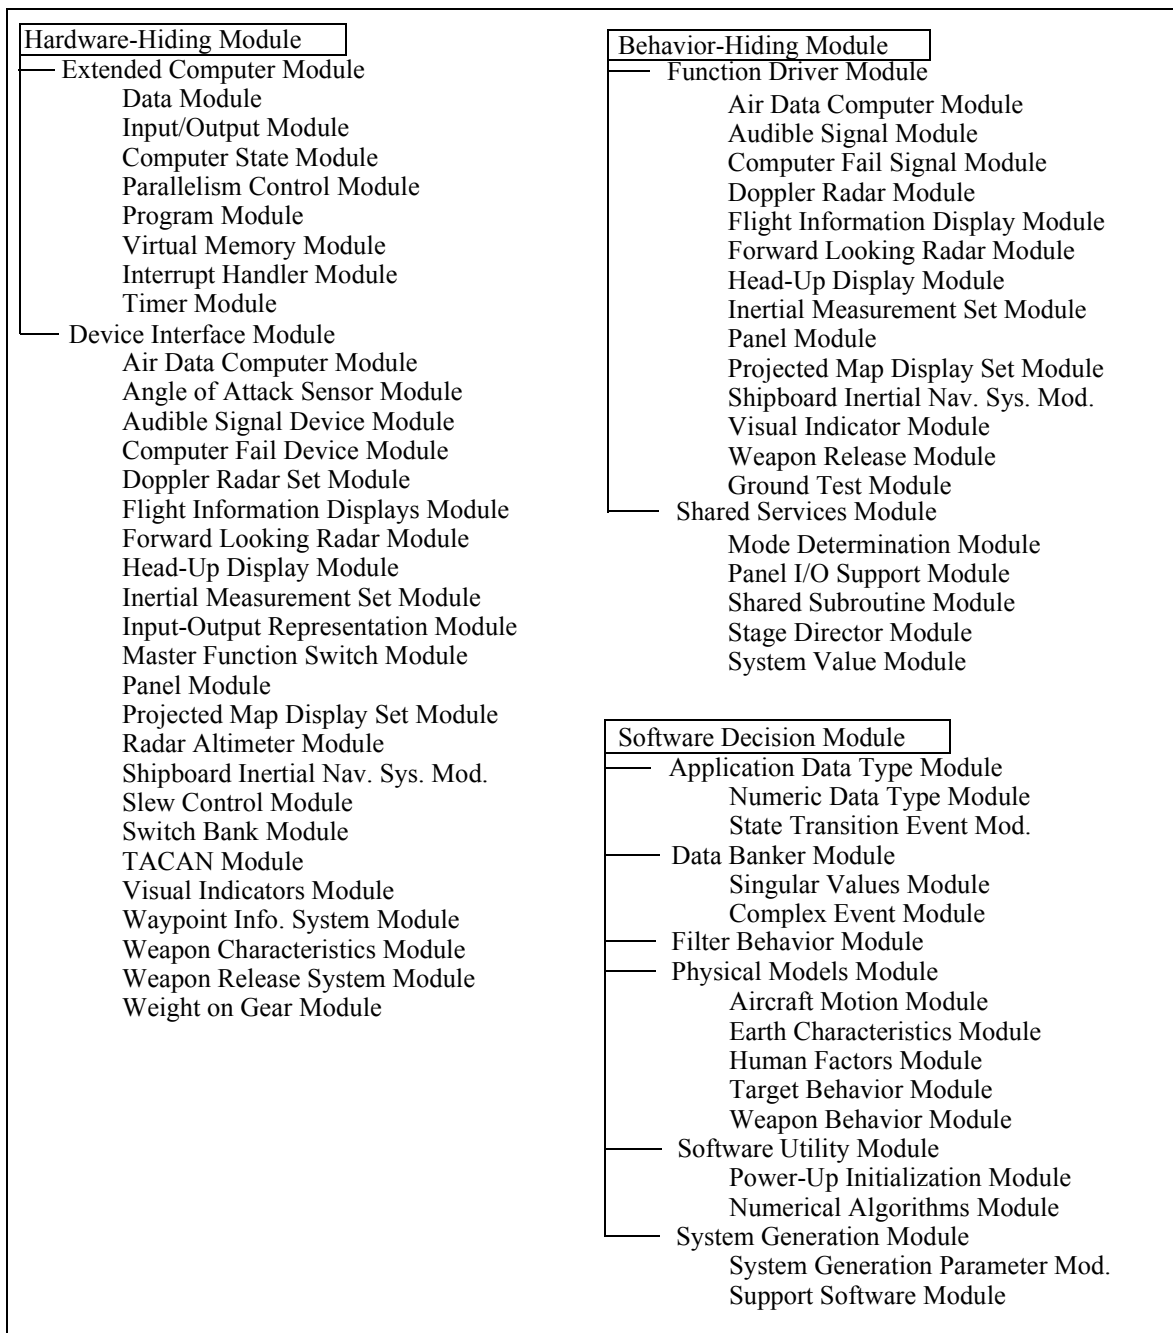 Hardware-Hiding Module
Extended Computer Module
Data Module
Input/Output Module
Computer State Module
Parallelism Control Module
Program Module
Virtual Memory Module
Interrupt Handler Module
Timer Module
Device Interface Module
Air Data Computer Module
Angle of Attack Sensor Module
Audible Signal Device Module
Computer Fail Device Module
Doppler Radar Set Module
Flight Information Displays Module
Forward Looking Radar Module
Head-Up Display Module
Inertial Measurement Set Module
Input-Output Representation Module
Master Function Switch Module
Panel Module
Projected Map Display Set Module
Radar Altimeter Module
Shipboard Inertial Nav. Sys. Mod.
Slew Control Module
Switch Bank Module
TACAN Module
Visual Indicators Module
Waypoint Info. System Module
Weapon Characteristics Module
Weapon Release System Module
Weight on Gear Module
Behavior-Hiding Module
Function Driver Module
Air Data Computer Module
Audible Signal Module
Computer Fail Signal Module
Doppler Radar Module
Flight Information Display Module
Forward Looking Radar Module
Head-Up Display Module
Inertial Measurement Set Module
Panel Module
Projected Map Display Set Module
Shipboard Inertial Nav. Sys. Mod.
Visual Indicator Module
Weapon Release Module
Ground Test Module
Shared Services Module
Mode Determination Module
Panel I/O Support Module
Shared Subroutine Module
Stage Director Module
System Value Module
Software Decision Module
Application Data Type Module
Numeric Data Type Module
State Transition Event Mod.
Data Banker Module
Singular Values Module
Complex Event Module
Filter Behavior Module
Physical Models Module
Aircraft Motion Module
Earth Characteristics Module
Human Factors Module
Target Behavior Module
Weapon Behavior Module
Software Utility Module
Power-Up Initialization Module
Numerical Algorithms Module
System Generation Module
System Generation Parameter Mod.
Support Software Module